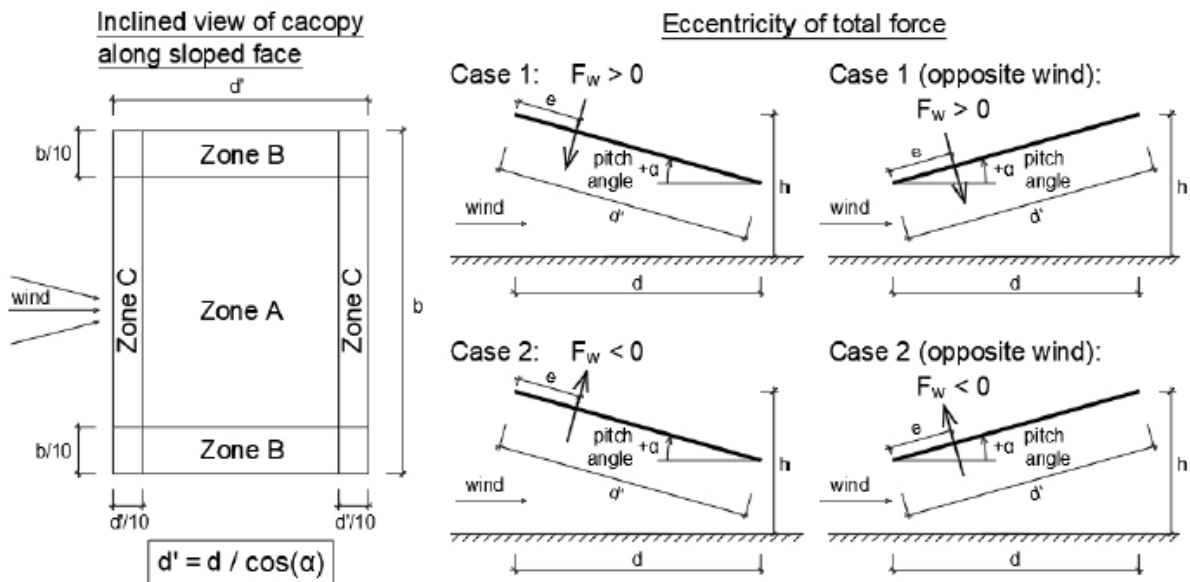 Inclined view of cacopy
along sloped face
d'
b/10
Zone B
Zone C
wind
Zone A
Zone C
b
b/10
Zone B
d'/10
d'/10
d' = d / cos(α)
Eccentricity of total force
Case 1: Fw > 0
e
pitch
angle
+α
d'
wind
h
d
Case 1 (opposite wind):
Fw > 0
e
pitch
angle
+α
d'
wind
h
d
Case 2: Fw < 0
e
pitch
angle
+α
d'
wind
h
d
Case 2 (opposite wind):
Fw < 0
e
pitch
angle
+α
d'
wind
h
d